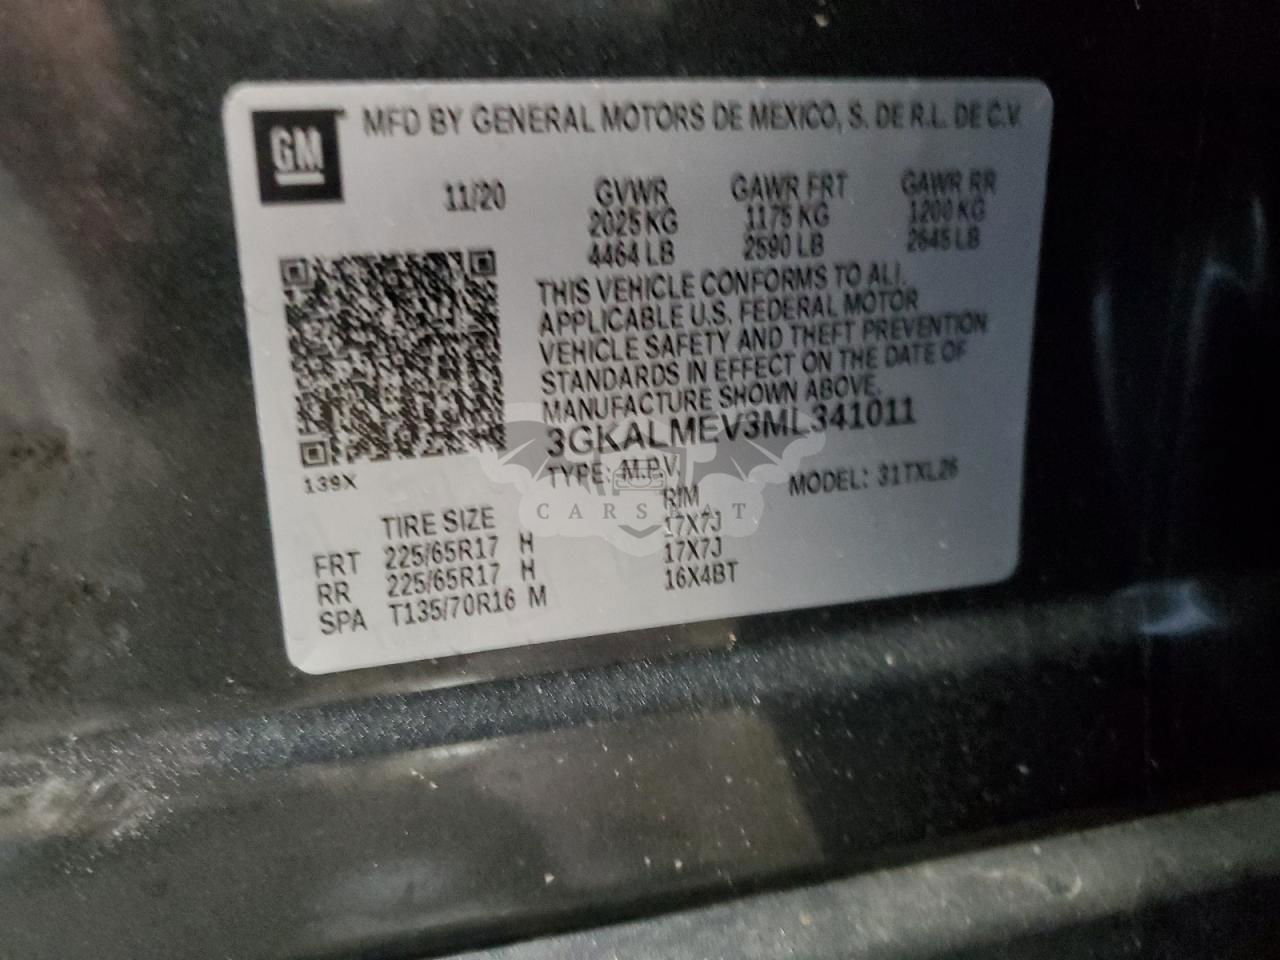 GM MFD BY GENERAL MOTORS DE MEXICO, S. DE R.L. DE C.V.
11/20 GVWR GAWR FRT GAWR RR
2025 KG 1175 KG 1200 KG
4464 LB 2590 LB 2645 LB
THIS VEHICLE CONFORMS TO ALL
APPLICABLE U.S. FEDERAL MOTOR
VEHICLE SAFETY AND THEFT PREVENTION
STANDARDS IN EFFECT ON THE DATE OF
MANUFACTURE SHOWN ABOVE.
3GKALMEV3ML341011
139X
TYPE: M.P.V. MODEL: 31TXL26
TIRE SIZE RIM
FRT 225/65R17 H 17X7J
RR 225/65R17 H 17X7J
SPA T135/70R16 M 16X4BT
CARSBAT